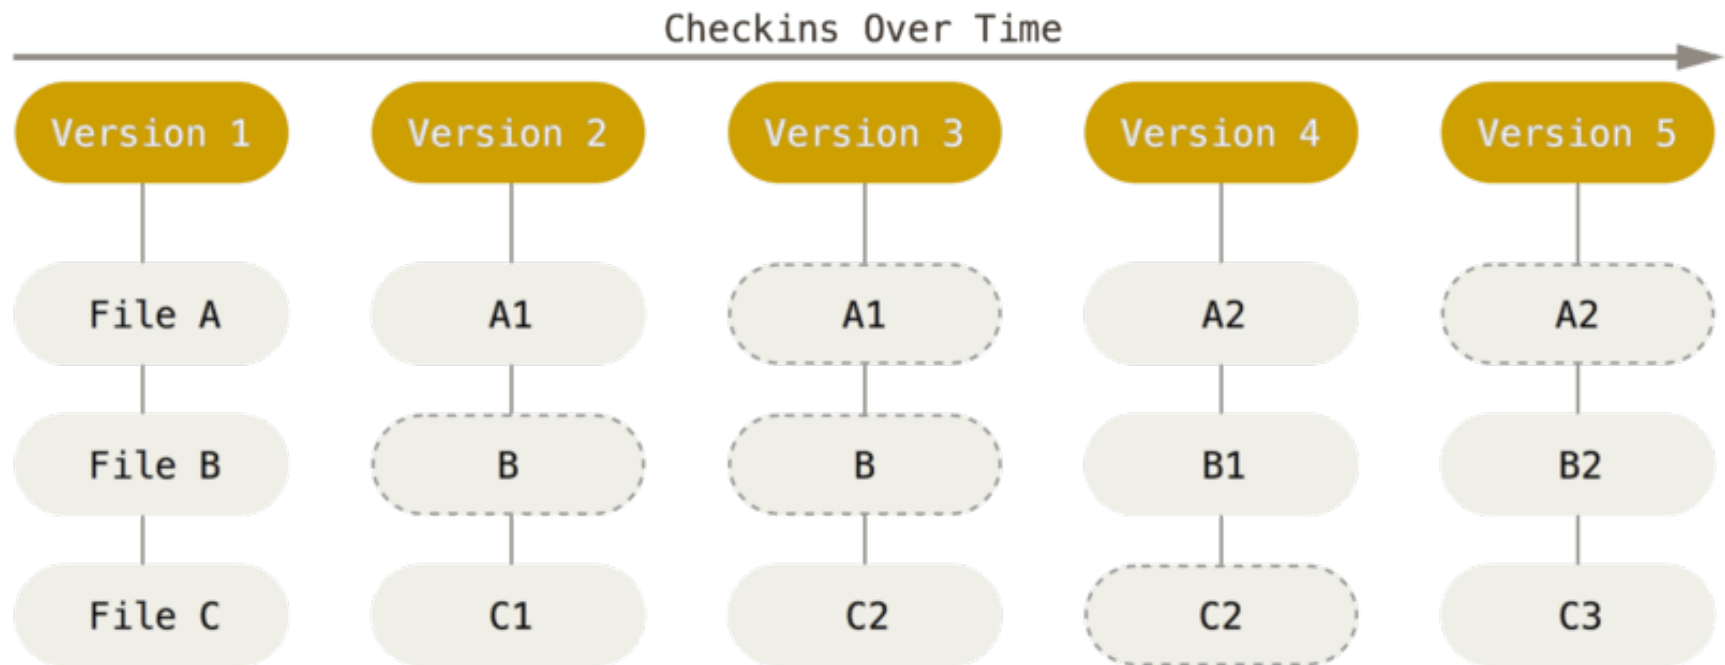 Checkins Over Time
Version 1 Version 2 Version 3 Version 4 Version 5
File A A1 A1 A2 A2
File B B B B1 B2
File C C1 C2 C2 C3